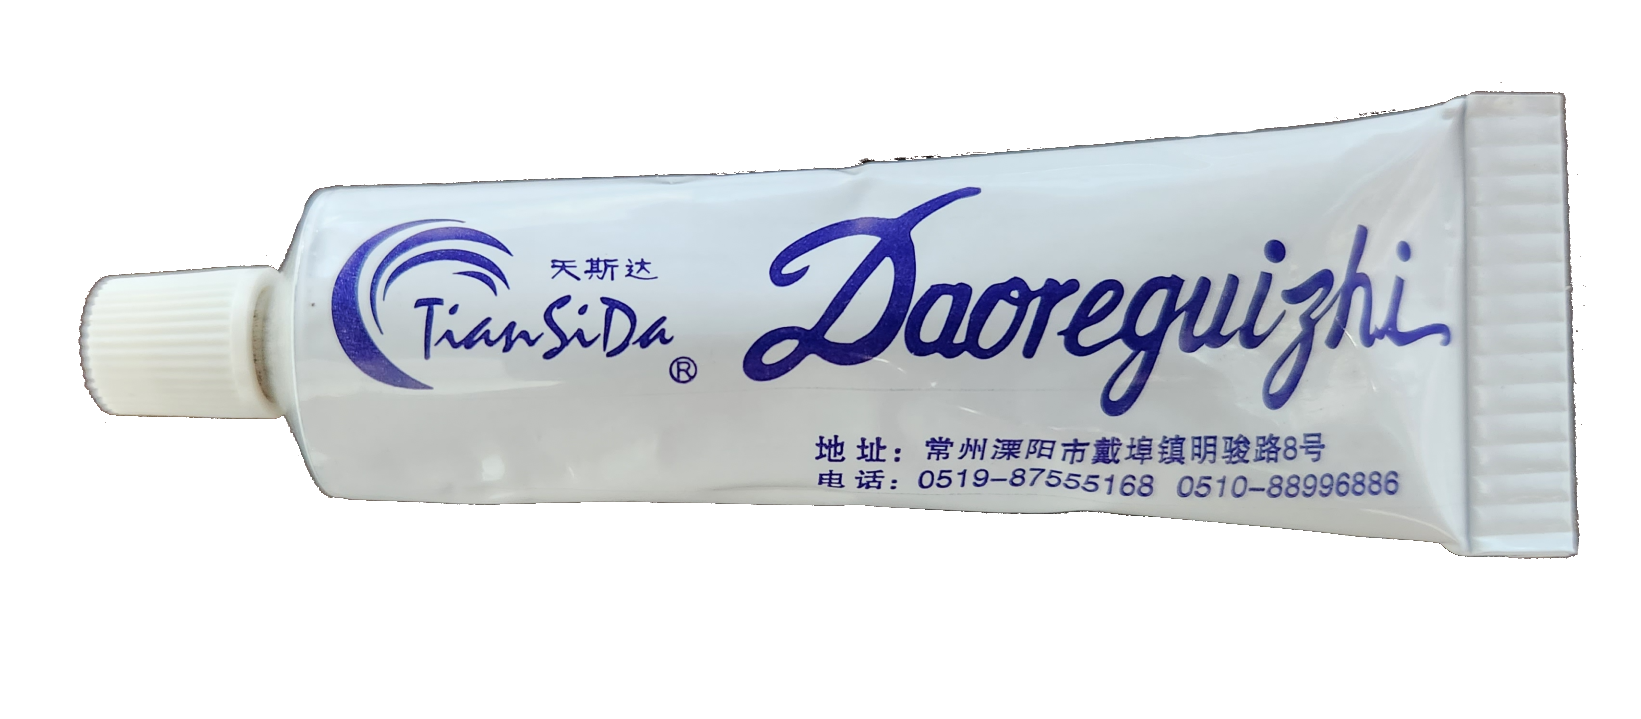 天斯达
TianSiDa
®
Daoreguizhi
地址：常州溧阳市戴埠镇明骏路8号
电话：0519-87555168 0510-88996886